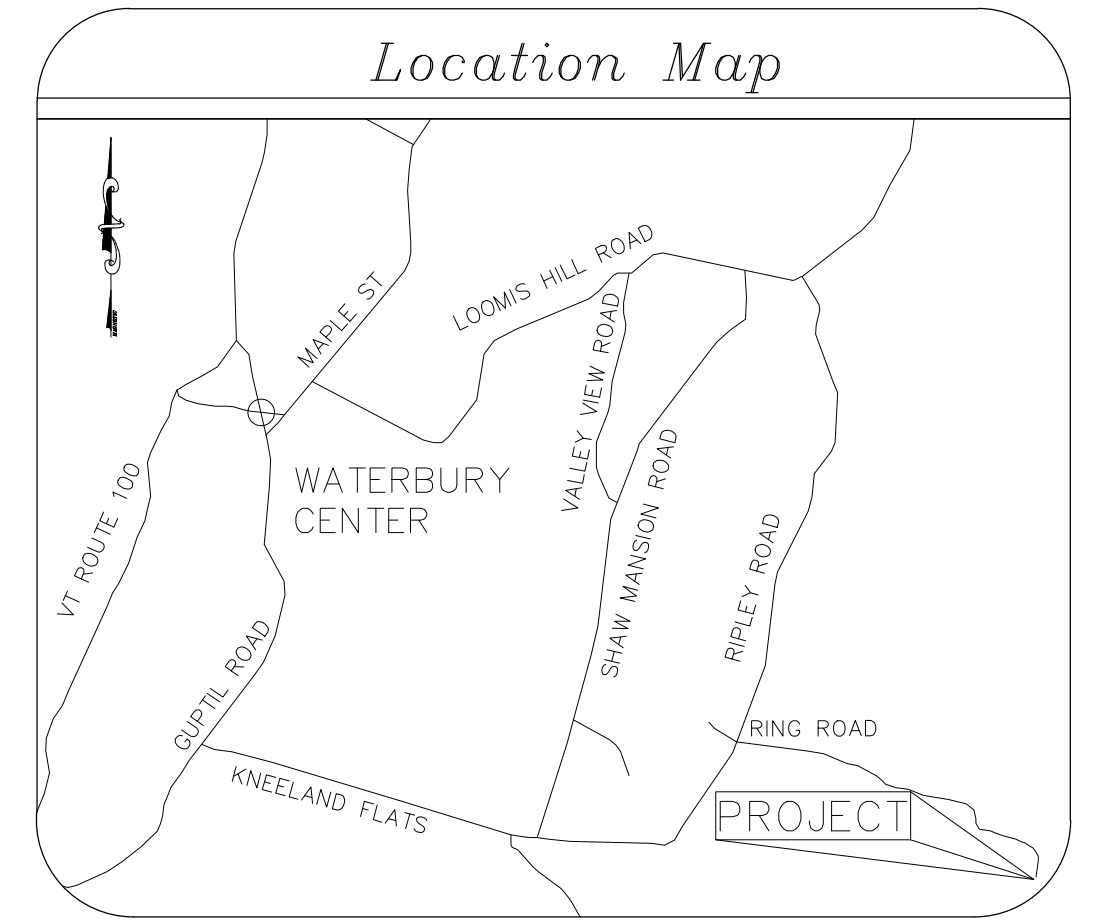 Location Map
MAPLE ST
LOOMIS HILL ROAD
VALLEY VIEW ROAD
WATERBURY
CENTER
VT ROUTE 100
SHAW MANSION ROAD
RIPLEY ROAD
GUPTIL ROAD
RING ROAD
KNEELAND FLATS
PROJECT